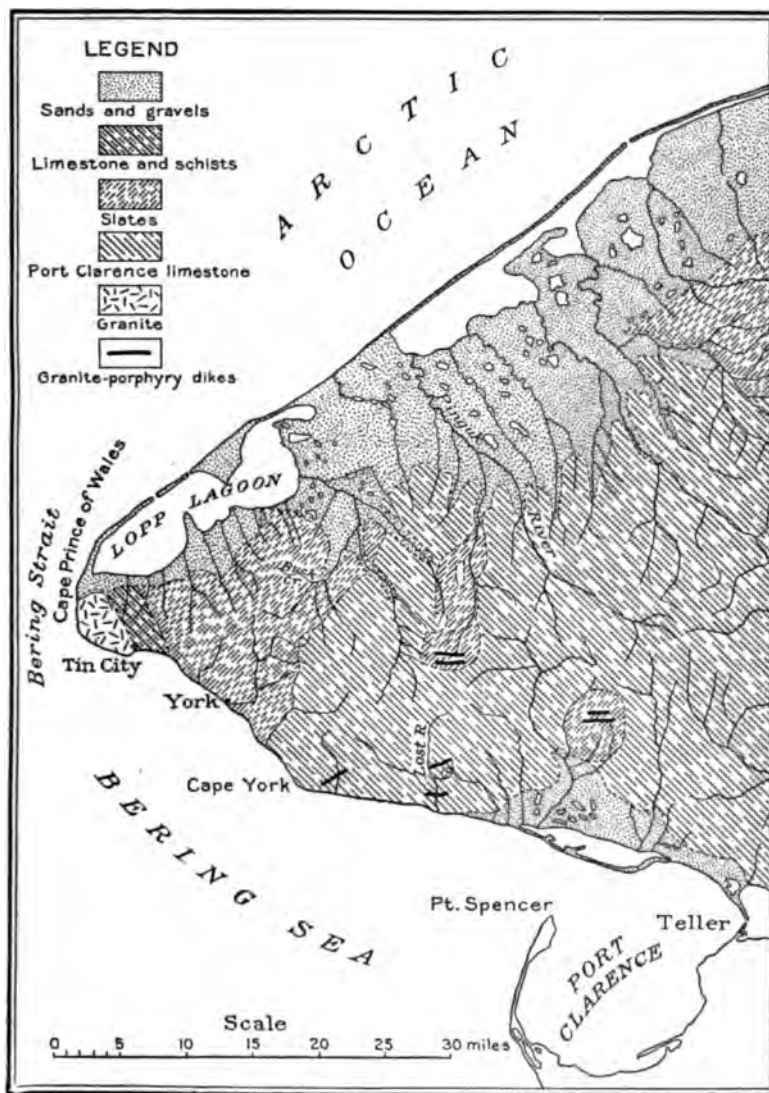 LEGEND
Sands and gravels
Limestone and schists
Slates
Port Clarence limestone
Granite
Granite-porphyry dikes
ARCTIC
OCEAN
Bering Strait
Cape Prince of Wales
LOPP LAGOON
Pinguk
River
Tin City
York
Lost R
Cape York
BERING SEA
Pt. Spencer
Teller
PORT
CLARENCE
Scale
0 5 10 15 20 25 30 miles